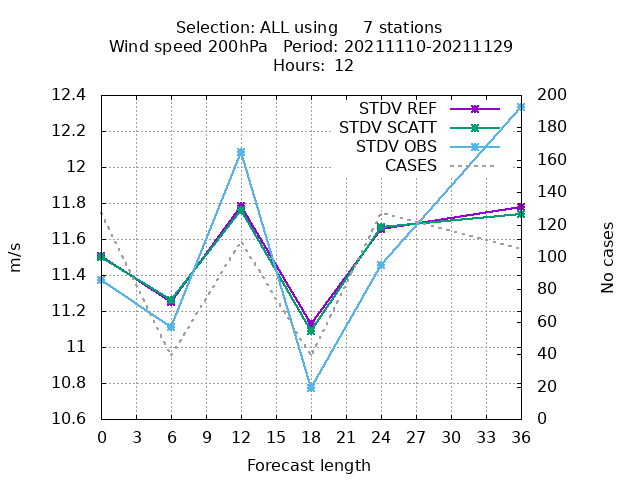 Selection: ALL using     7 stations
Wind speed 200hPa   Period: 20211110-20211129
Hours: 12
STDV REF
STDV SCATT
STDV OBS
CASES
12.4
12.2
12
11.8
11.6
11.4
11.2
11
10.8
10.6
m/s
200
180
160
140
120
100
80
60
40
20
0
No cases
0 3 6 9 12 15 18 21 24 27 30 33 36
Forecast length